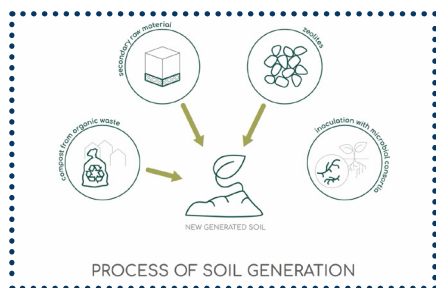 secondary raw material
zeolites
compost from organic waste
inoculation with microbial consortia
NEW GENERATED SOIL
PROCESS OF SOIL GENERATION